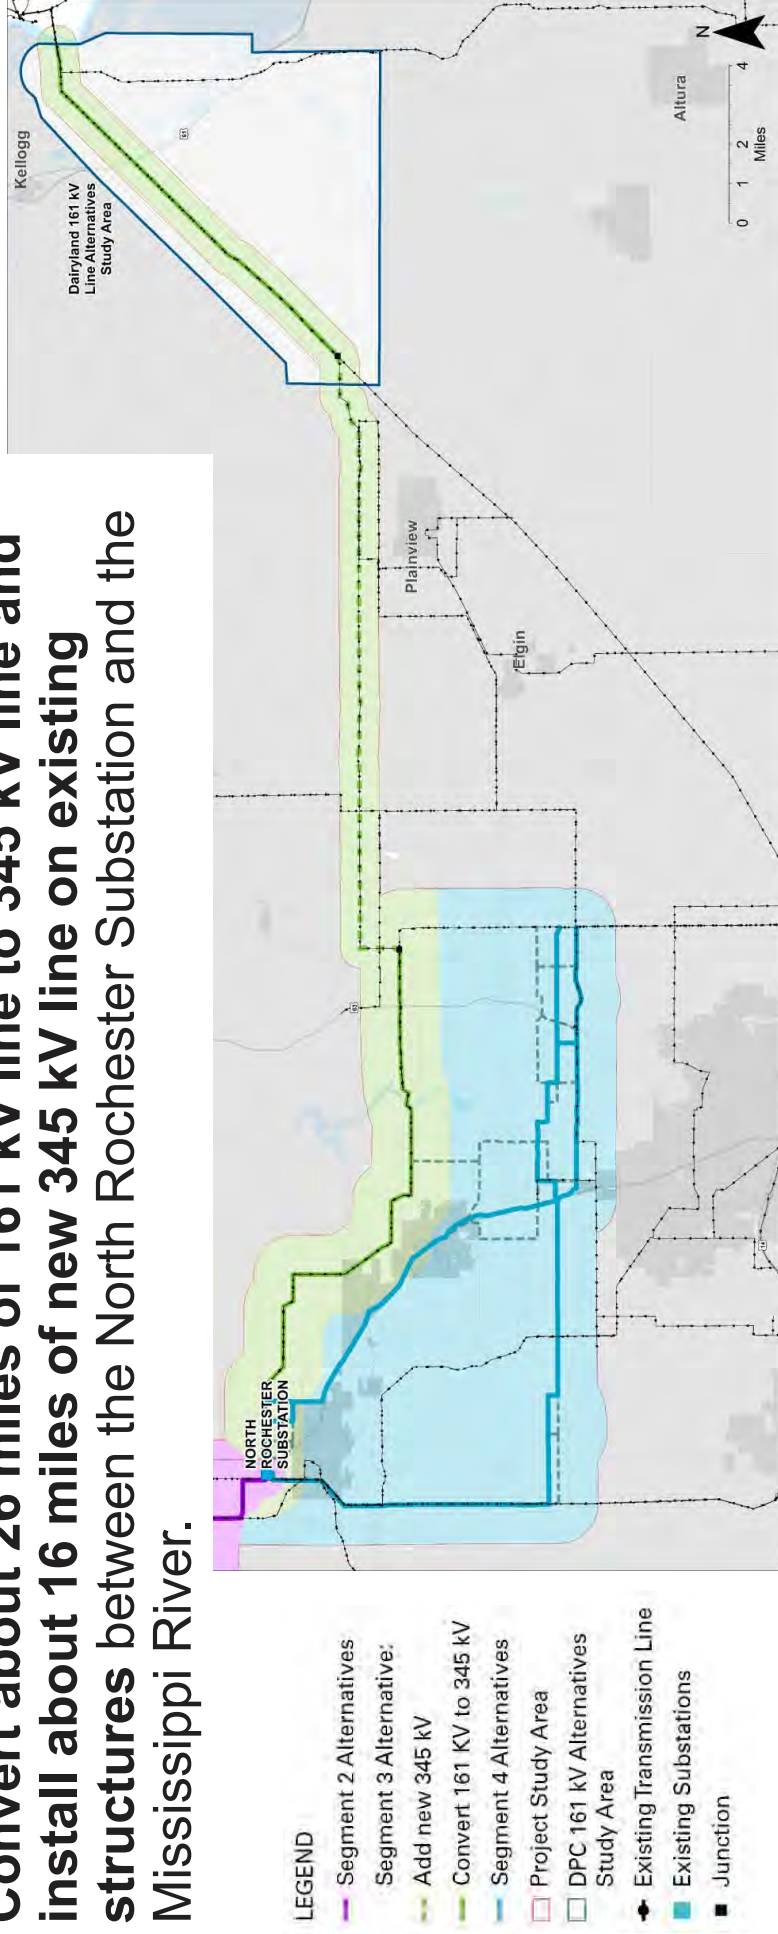 Convert about 26 miles of 161 kV line to 345 kV line and
install about 16 miles of new 345 kV line on existing
structures between the North Rochester Substation and the
Mississippi River.
LEGEND
Segment 2 Alternatives
Segment 3 Alternative:
Add new 345 kV
Convert 161 KV to 345 kV
Segment 4 Alternatives
Project Study Area
DPC 161 kV Alternatives
Study Area
Existing Transmission Line
Existing Substations
Junction
NORTH
ROCHESTER
SUBSTATION
63
14
Elgin
Plainview
Dairyland 161 kV
Line Alternatives
Study Area
Kellogg
61
Altura
N
0 1 2 4
Miles